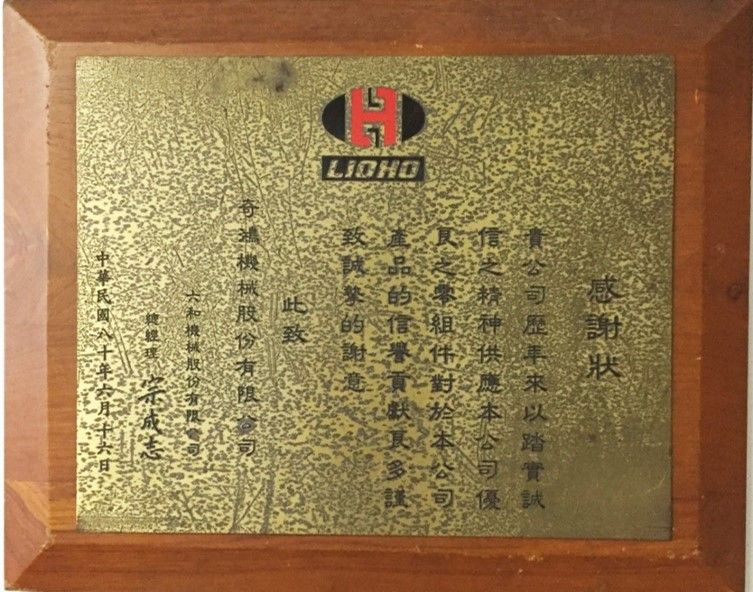 LIOHO
感謝狀
貴公司歷年來以踏實誠
信之精神供應本公司優
良之零組件對於本公司
產品的信譽貢獻良多謹
致誠摯的謝意
此致
奇鴻機械股份有限公司
六和機械股份有限公司
總經理 宗成志
中華民國八十年六月十六日